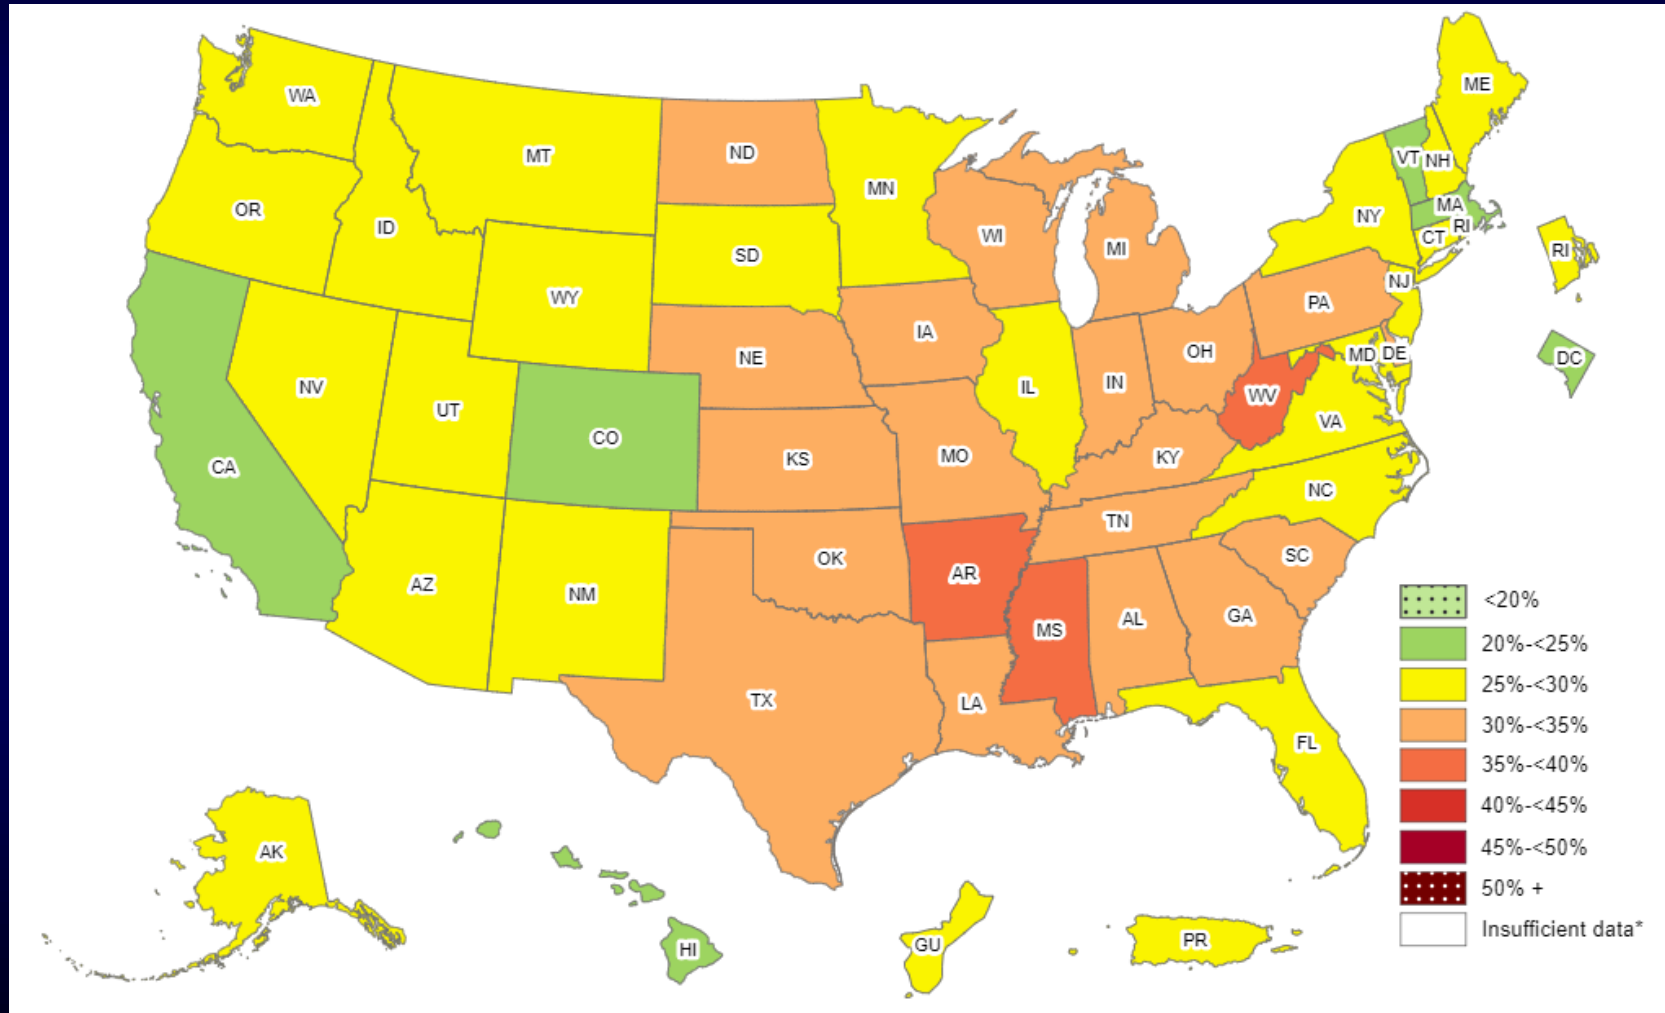 ME
WA
MT
ND
MN
VT
NH
OR
ID
SD
WI
MI
NY
MA
RI
CT
RI
WY
IA
PA
NJ
NE
OH
MD
DE
DC
NV
UT
CO
IL
IN
WV
VA
CA
KS
MO
KY
NC
AZ
NM
OK
AR
TN
SC
MS
AL
GA
TX
LA
FL
AK
HI
GU
PR
<20%
20%-<25%
25%-<30%
30%-<35%
35%-<40%
40%-<45%
45%-<50%
50% +
Insufficient data*